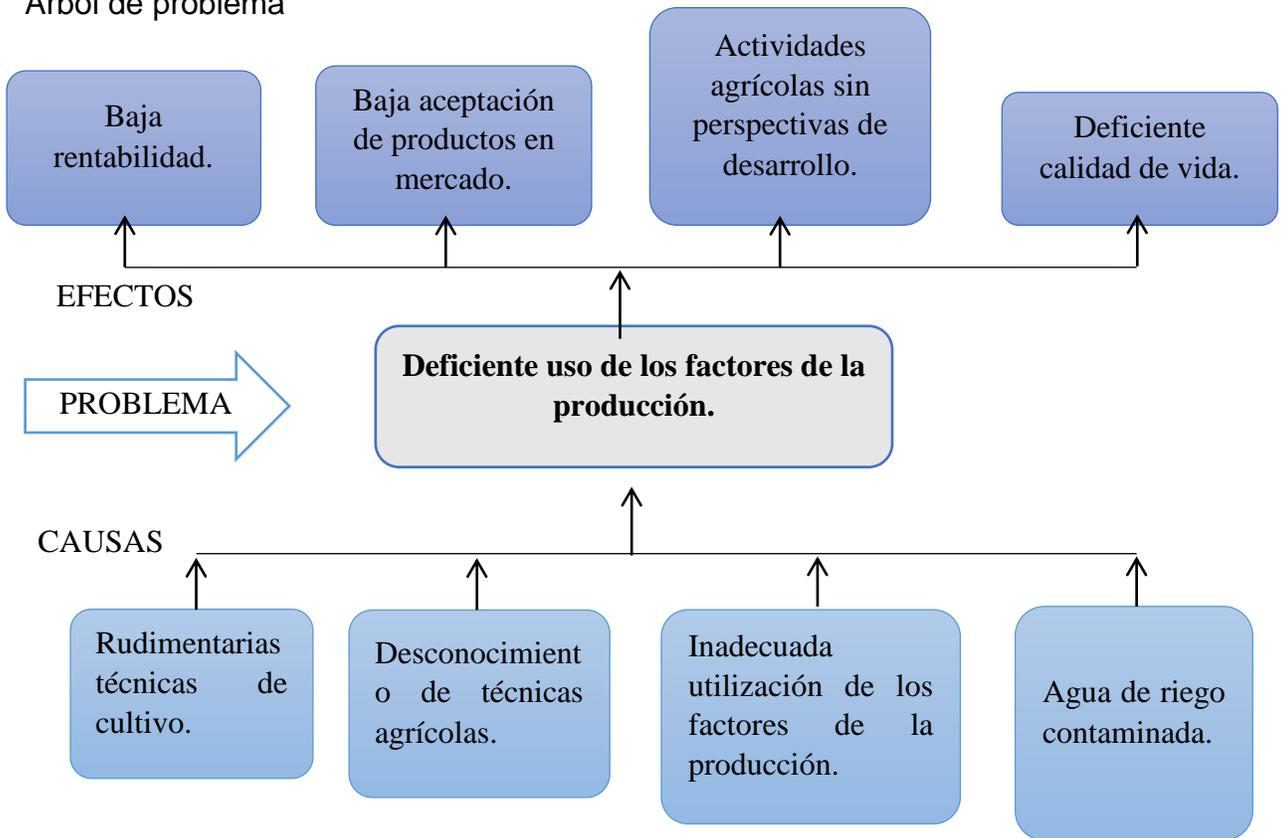 Árbol de problema
Baja
rentabilidad.
Baja aceptación
de productos en
mercado.
Actividades
agrícolas sin
perspectivas de
desarrollo.
Deficiente
calidad de vida.
EFECTOS
PROBLEMA
Deficiente uso de los factores de la
producción.
CAUSAS
Rudimentarias
técnicas de
cultivo.
Desconocimient
o de técnicas
agrícolas.
Inadecuada
utilización de los
factores de la
producción.
Agua de riego
contaminada.